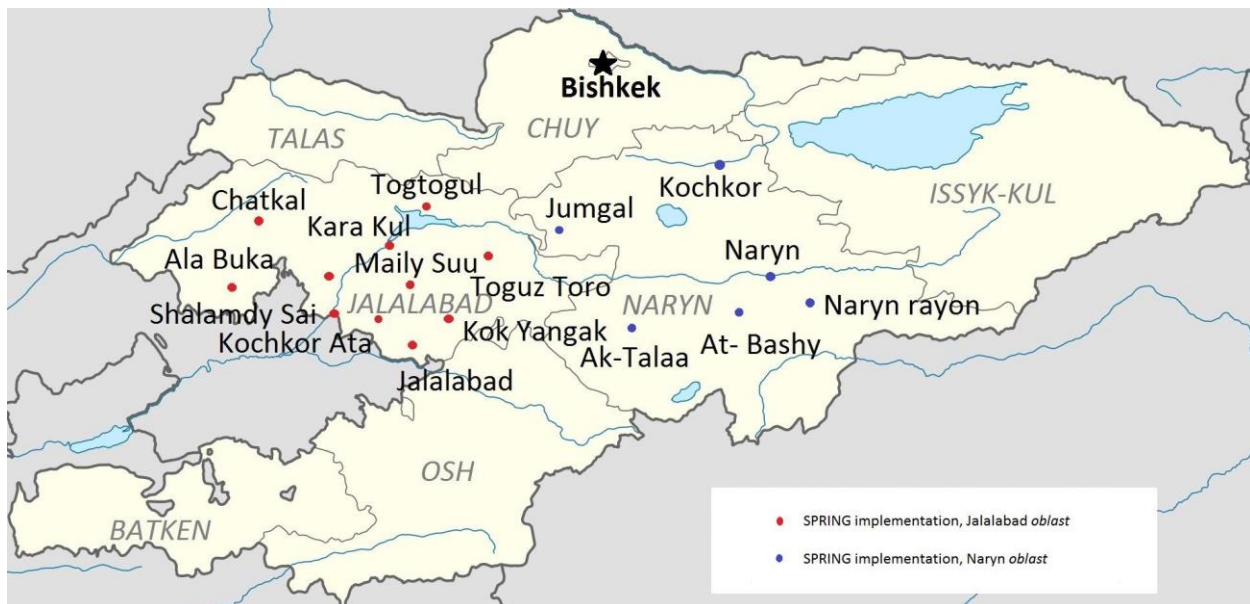 Bishkek
CHUY
TALAS
Kochkor
ISSYK-KUL
Togtogul
Chatkal
Jumgal
Kara Kul
Naryn
Ala Buka
Maily Suu
Toguz Toro
JALALABAD
NARYN
Naryn rayon
Shalamdy Sai
Kok Yangak
Kochkor Ata
At- Bashy
Ak-Talaa
Jalalabad
OSH
BATKEN
SPRING implementation, Jalalabad oblast
SPRING implementation, Naryn oblast